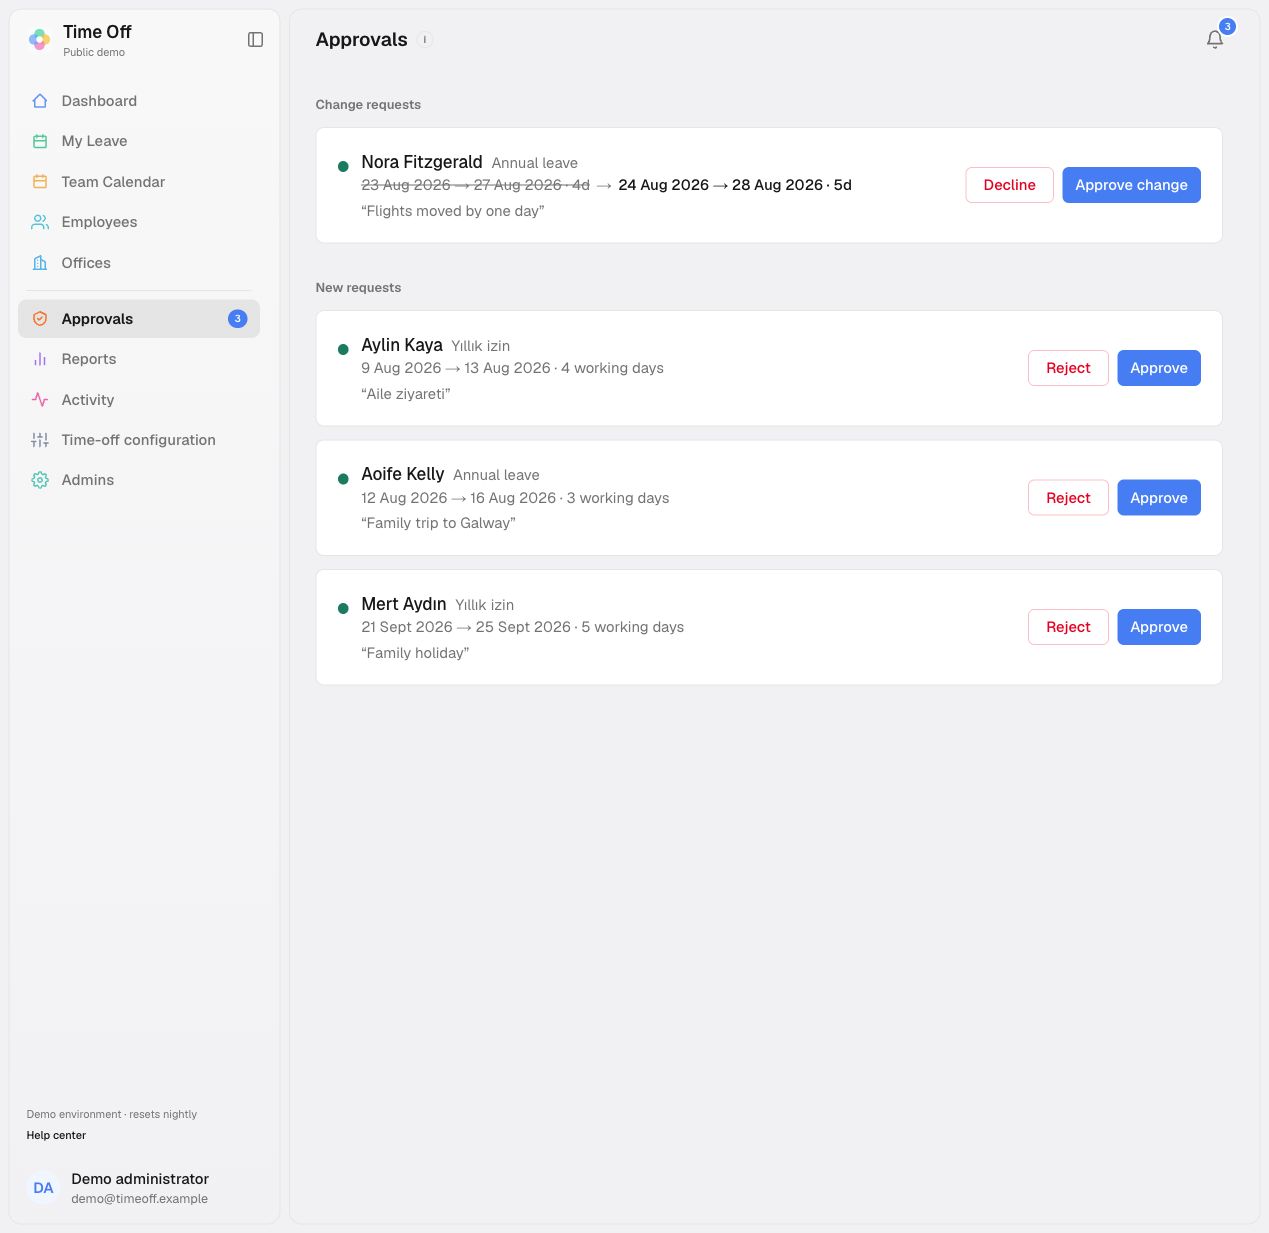 Time Off
Public demo
Dashboard
My Leave
Team Calendar
Employees
Offices
Approvals 3
Reports
Activity
Time-off configuration
Admins
Demo environment · resets nightly
Help center
DA
Demo administrator
demo@timeoff.example
Approvals i
3
Change requests
Nora Fitzgerald Annual leave
23 Aug 2026 → 27 Aug 2026 · 4d → 24 Aug 2026 → 28 Aug 2026 · 5d
“Flights moved by one day”
Decline Approve change
New requests
Aylin Kaya Yıllık izin
9 Aug 2026 → 13 Aug 2026 · 4 working days
“Aile ziyareti”
Reject Approve
Aoife Kelly Annual leave
12 Aug 2026 → 16 Aug 2026 · 3 working days
“Family trip to Galway”
Reject Approve
Mert Aydın Yıllık izin
21 Sept 2026 → 25 Sept 2026 · 5 working days
“Family holiday”
Reject Approve